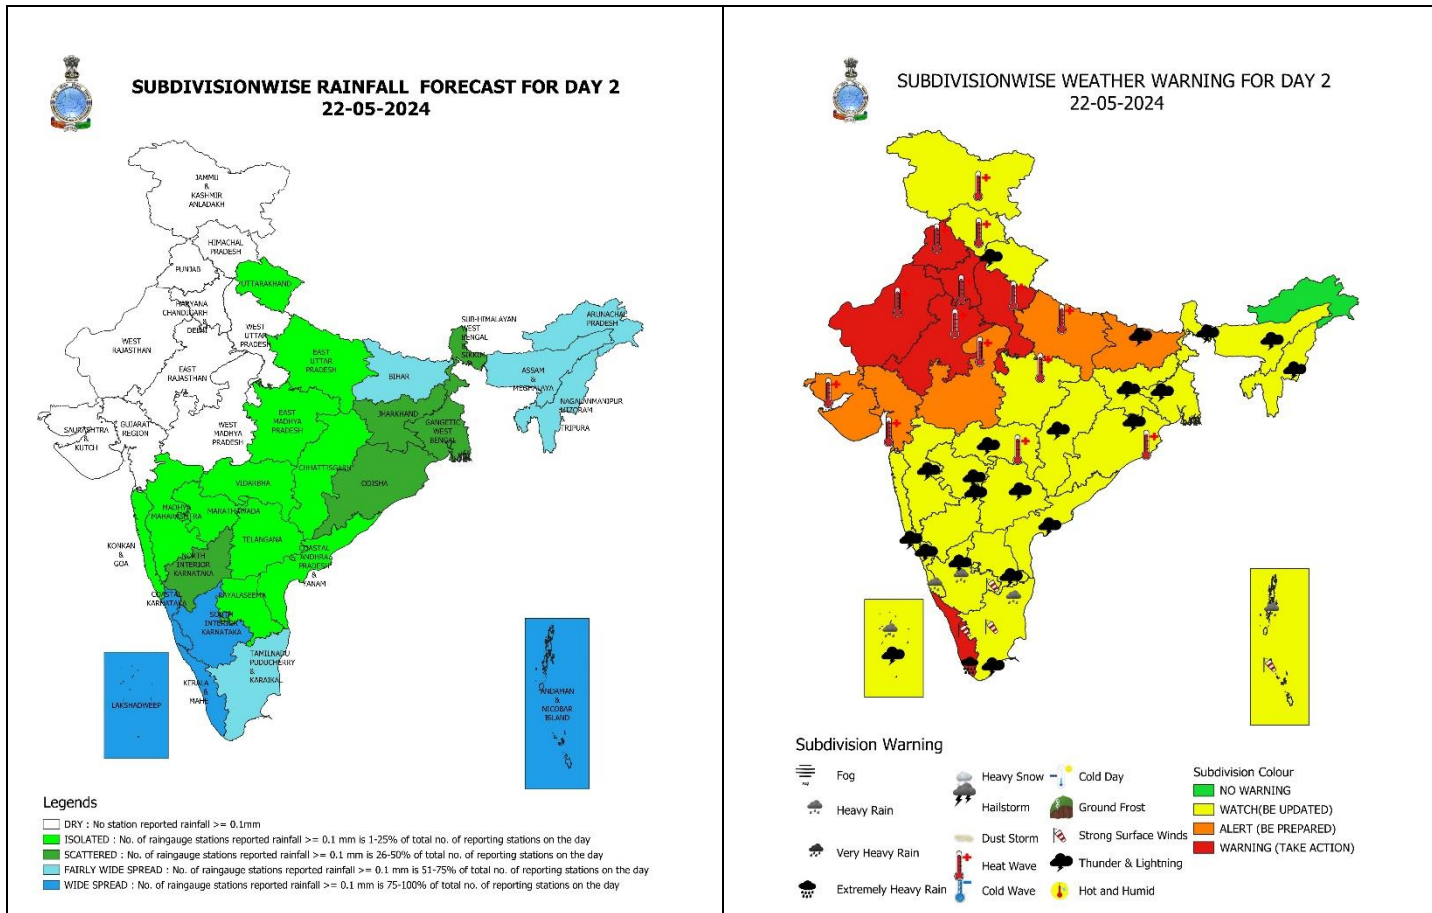 SUBDIVISIONWISE RAINFALL FORECAST FOR DAY 2
22-05-2024
JAMMU
&
KASHMIR
ANLADAKH
HIMACHAL
PRADESH
PUNJAB
UTTARAKHAND
HARYANA
CHANDIGARH
&
DELHI
WEST
UTTAR
PRADESH
WEST
RAJASTHAN
EAST
RAJASTHAN
EAST
UTTAR
PRADESH
SUB-HIMALAYAN
WEST
BENGAL
&
SIKKIM
ARUNACHAL
PRADESH
BIHAR
ASSAM
&
MEGHALAYA
NAGALANMANIPUR
MIZORAM
&
TRIPURA
JHARKHAND
GANGETIC
WEST
BENGAL
SAURASHTRA
&
KUTCH
GUJARAT
REGION
WEST
MADHYA
PRADESH
EAST
MADHYA
PRADESH
CHHATTISGARH
ODISHA
VIDARBHA
MADHYA
MAHARASHTRA
MARATHAWADA
TELANGANA
KONKAN
&
GOA
NORTH
INTERIOR
KARNATAKA
COASTAL
ANDHRA
PRADESH
&
YANAM
COASTAL
KARNATAKA
RAYALASEEMA
SOUTH
INTERIOR
KARNATAKA
TAMILNADU
PUDUCHERRY
&
KARAIKAL
KERALA
&
MAHE
LAKSHADWEEP
ANDAMAN
&
NICOBAR
ISLAND
Legends
DRY : No station reported rainfall >= 0.1mm
ISOLATED : No. of raingauge stations reported rainfall >= 0.1 mm is 1-25% of total no. of reporting stations on the day
SCATTERED : No. of raingauge stations reported rainfall >= 0.1 mm is 26-50% of total no. of reporting stations on the day
FAIRLY WIDE SPREAD : No. of raingauge stations reported rainfall >= 0.1 mm is 51-75% of total no. of reporting stations on the day
WIDE SPREAD : No. of raingauge stations reported rainfall >= 0.1 mm is 75-100% of total no. of reporting stations on the day
SUBDIVISIONWISE WEATHER WARNING FOR DAY 2
22-05-2024
Subdivision Warning
Fog
Heavy Rain
Very Heavy Rain
Extremely Heavy Rain
Heavy Snow
Hailstorm
Dust Storm
Heat Wave
Cold Wave
Cold Day
Ground Frost
Strong Surface Winds
Thunder & Lightning
Hot and Humid
Subdivision Colour
NO WARNING
WATCH(BE UPDATED)
ALERT (BE PREPARED)
WARNING (TAKE ACTION)